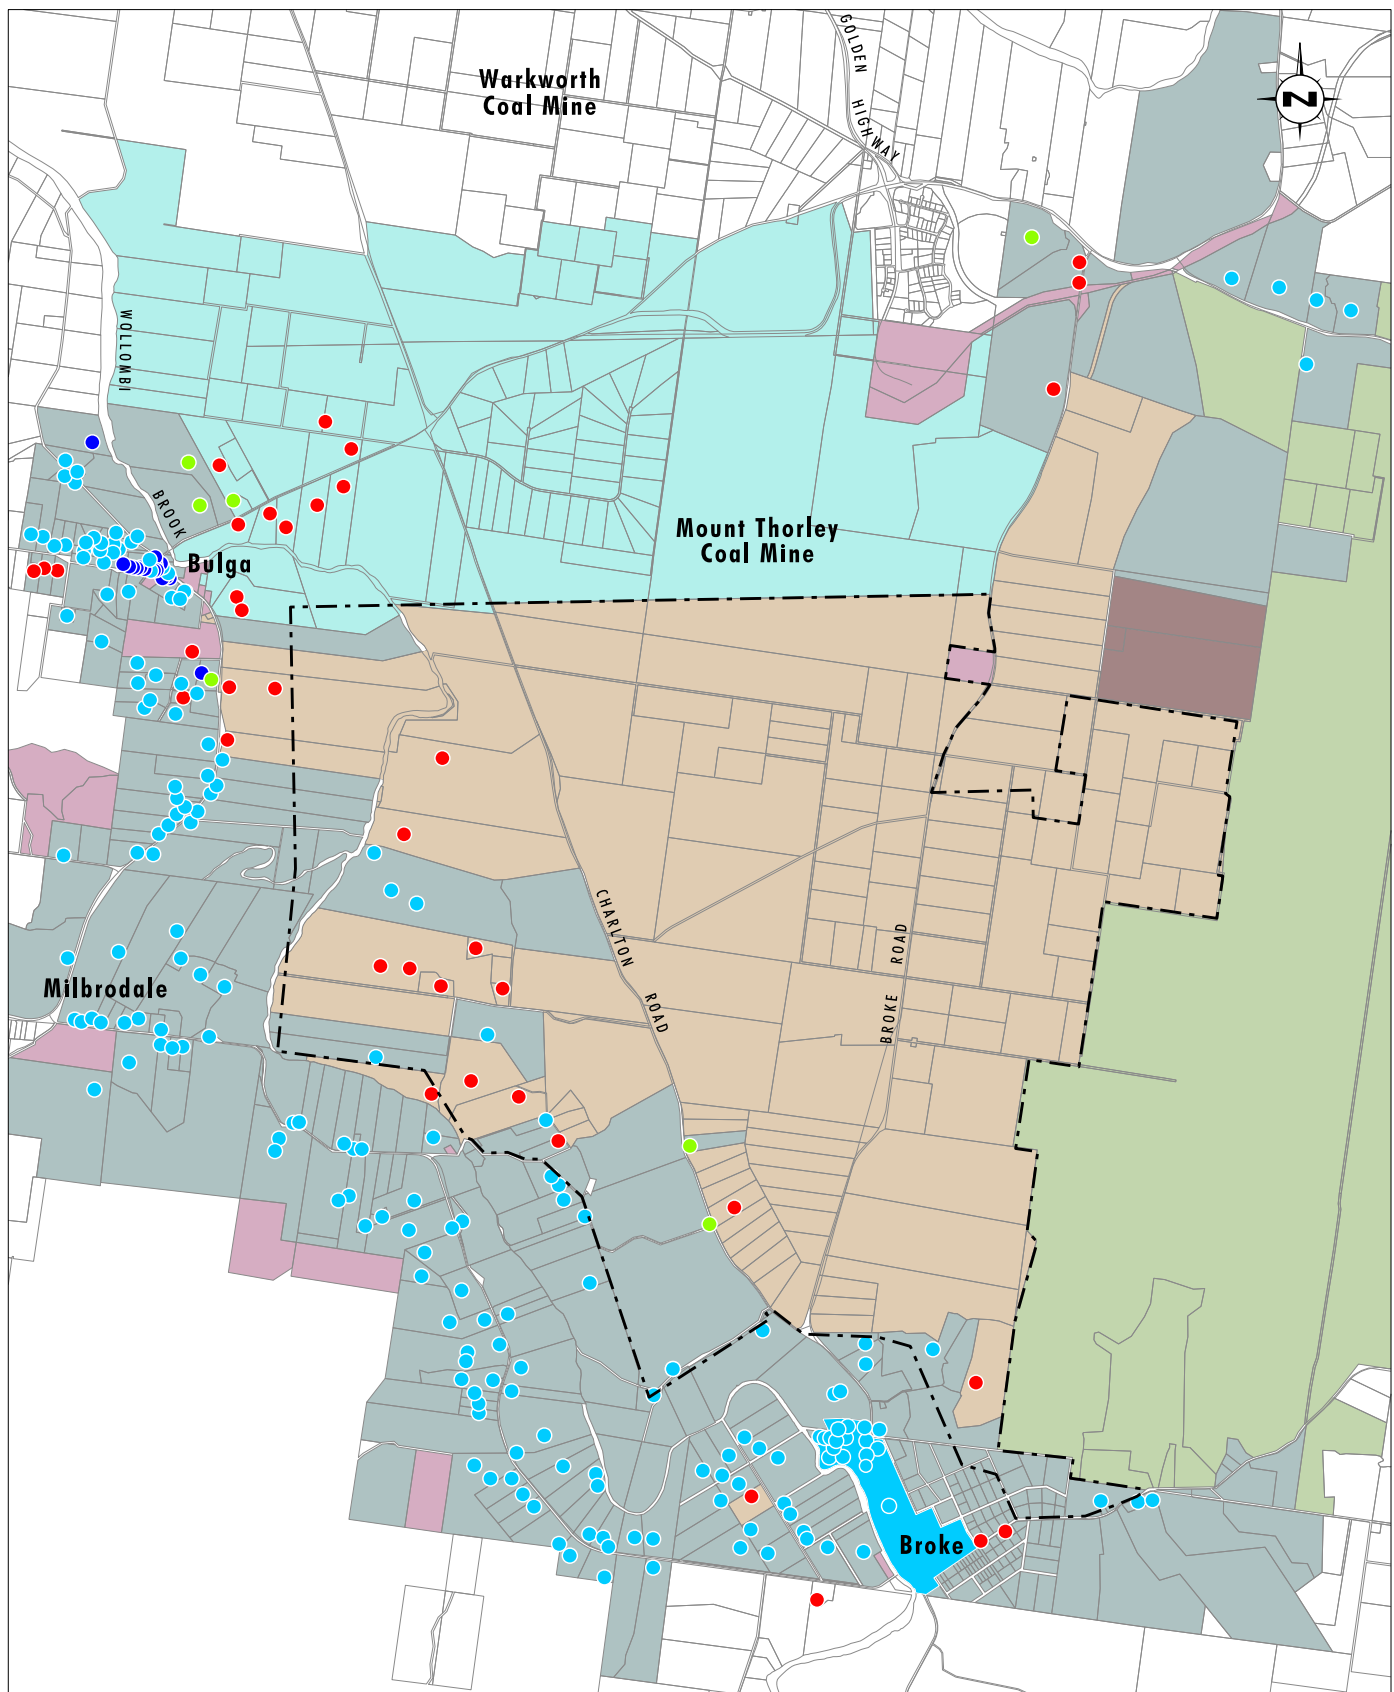 GOLDEN
HIGHWAY
Warkworth
Coal Mine
N
WOLLOMBI
BROOK
Mount Thorley
Coal Mine
Bulga
CHARLTON
ROAD
BROKE
ROAD
Milbrodale
Broke